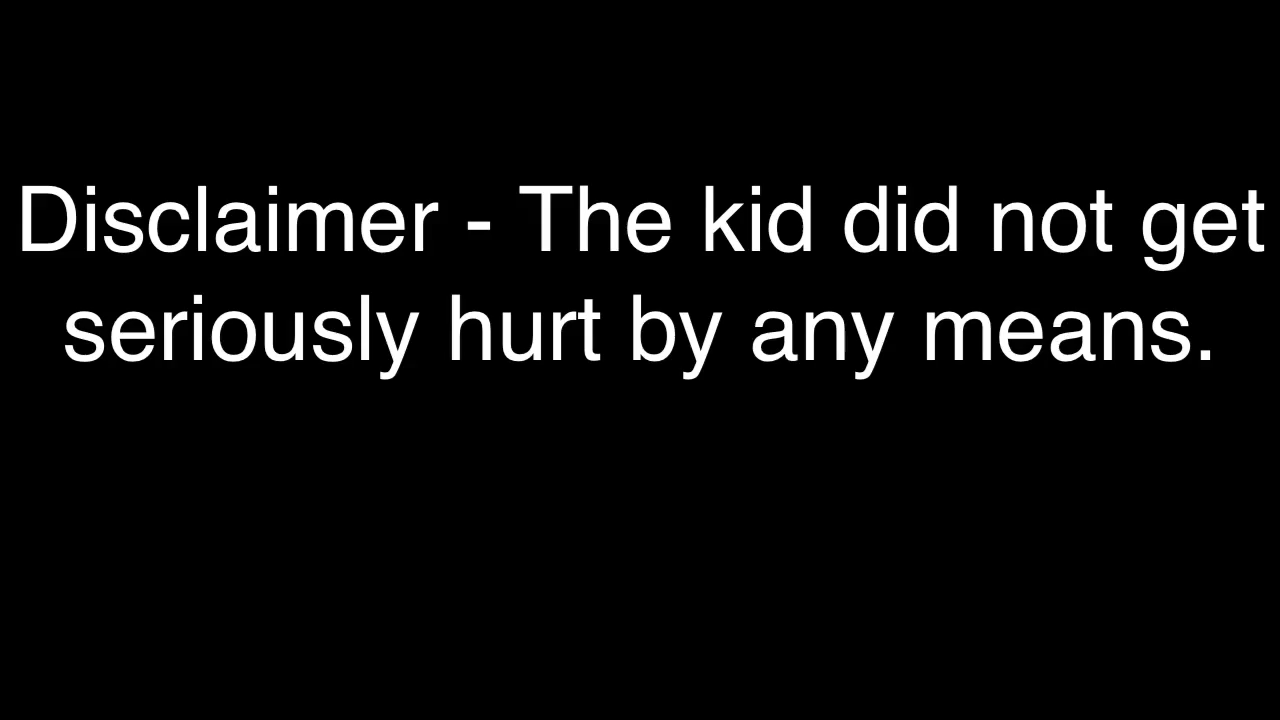 Disclaimer - The kid did not get
seriously hurt by any means.